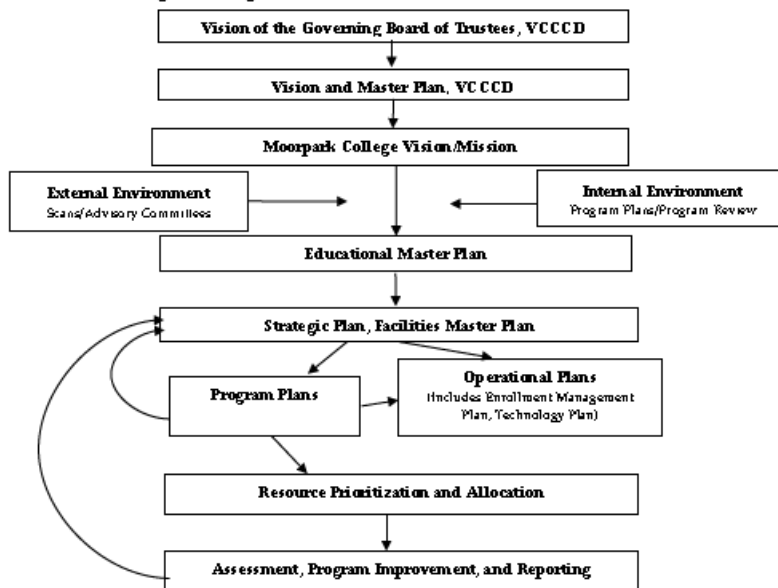 Vision of the Governing Board of Trustees, VCCCD
Vision and Master Plan, VCCCD
Moorpark College Vision/Mission
External Environment
Scans/Advisory Committees
Internal Environment
Program Plans/Program Review
Educational Master Plan
Strategic Plan, Facilities Master Plan
Program Plans
Operational Plans
(Includes Enrollment Management
Plan, Technology Plan)
Resource Prioritization and Allocation
Assessment, Program Improvement, and Reporting